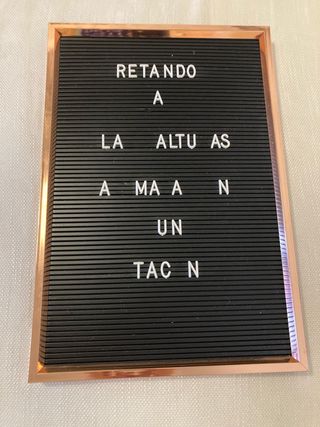 RETANDO
A
LA ALTU AS
A MA A N
UN
TAC N